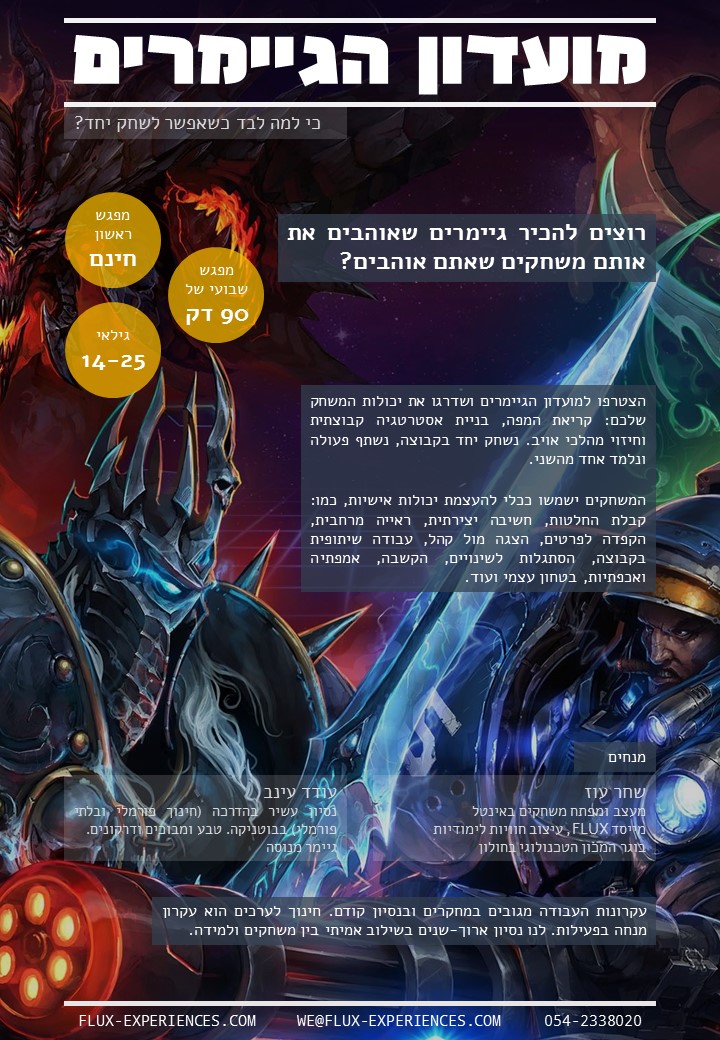 מועדון הגיימרים
כי למה לבד כשאפשר לשחק יחד?
מפגש
ראשון
חינם
מפגש
שבועי של
90 דק
גילאי
14-25
רוצים להכיר גיימרים שאוהבים את
אותם משחקים שאתם אוהבים?
הצטרפו למועדון הגיימרים ושדרגו את יכולות המשחק
שלכם: קריאת המפה, בניית אסטרטגיה קבוצתית
וחיזוי מהלכי אויב. נשחק יחד בקבוצה, נשתף פעולה
ונלמד אחד מהשני.
המשחקים ישמשו ככלי להעצמת יכולות אישיות, כמו:
קבלת החלטות, חשיבה יצירתית, ראייה מרחבית,
הקפדה לפרטים, הצגה מול קהל, עבודה שיתופית
בקבוצה, הסתגלות לשינויים, הקשבה, אמפתיה
ואכפתיות, בטחון עצמי ועוד.
מנחים
שחר עוז
מעצב ומפתח משחקים באינטל
מייסד FLUX, עיצוב חוויות לימודיות
בוגר המכון הטכנולוגי בחולון
עודד עינב
נסיון עשיר בהדרכה (חינוך פורמלי ובלתי
פורמלי) בבוטניקה. טבע ומבוכים ודרקונים.
גיימר מנוסה
עקרונות העבודה מגובים במחקרים ובנסיון קודם. חינוך לערכים הוא עקרון
מנחה בפעילות. לנו נסיון ארוך-שנים בשילוב אמיתי בין משחקים ולמידה.
FLUX-EXPERIENCES.COM WE@FLUX-EXPERIENCES.COM 054-2338020